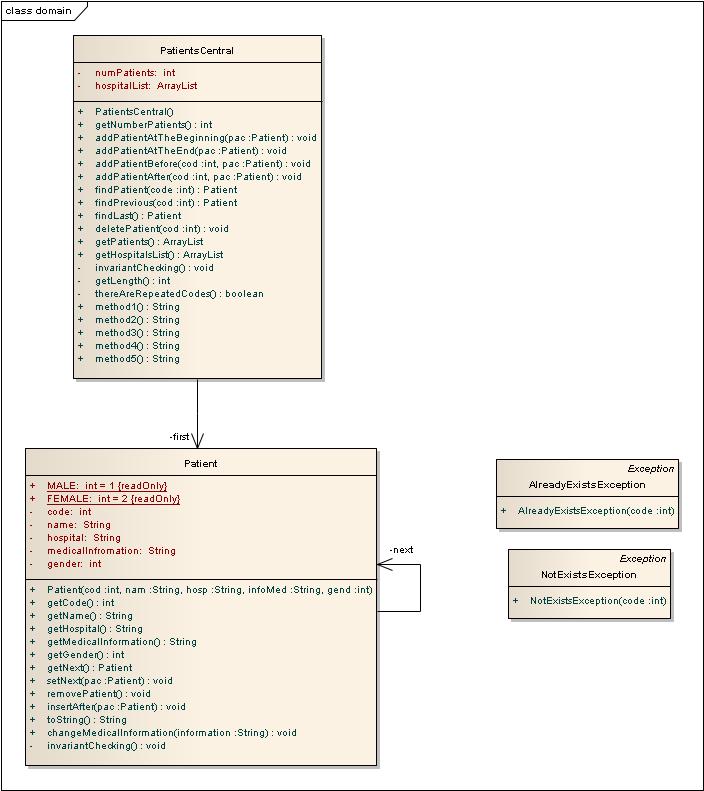 class domain
PatientsCentral
- numPatients: int
- hospitalList: ArrayList
+ PatientsCentral()
+ getNumberPatients() : int
+ addPatientAtTheBeginning(pac :Patient) : void
+ addPatientAtTheEnd(pac :Patient) : void
+ addPatientBefore(cod :int, pac :Patient) : void
+ addPatientAfter(cod :int, pac :Patient) : void
+ findPatient(code :int) : Patient
+ findPrevious(cod :int) : Patient
+ findLast() : Patient
+ deletePatient(cod :int) : void
+ getPatients() : ArrayList
+ getHospitalsList() : ArrayList
- invariantChecking() : void
- getLength() : int
- thereAreRepeatedCodes() : boolean
+ method1() : String
+ method2() : String
+ method3() : String
+ method4() : String
+ method5() : String
-first
Patient
+ MALE: int = 1 {readOnly}
+ FEMALE: int = 2 {readOnly}
- code: int
- name: String
- hospital: String
- medicalInfromation: String
- gender: int
+ Patient(cod :int, nam :String, hosp :String, infoMed :String, gend :int)
+ getCode() : int
+ getName() : String
+ getHospital() : String
+ getMedicalInformation() : String
+ getGender() : int
+ getNext() : Patient
+ setNext(pac :Patient) : void
+ removePatient() : void
+ insertAfter(pac :Patient) : void
+ toString() : String
+ changeMedicalInformation(information :String) : void
- invariantChecking() : void
-next
Exception
AlreadyExistsException
+ AlreadyExistsException(code :int)
Exception
NotExistsException
+ NotExistsException(code :int)